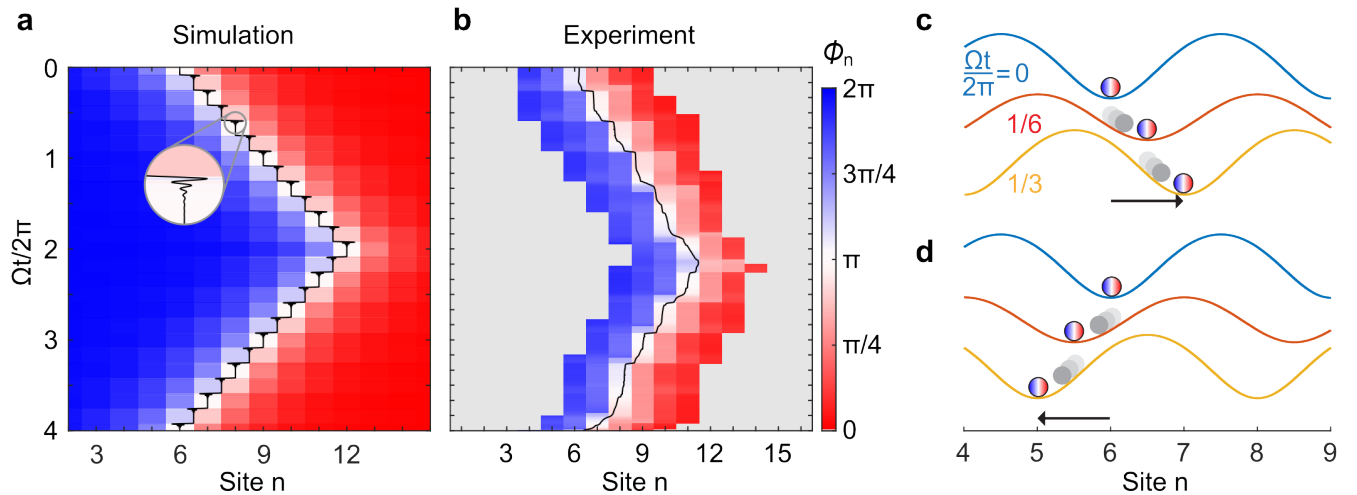 a
Simulation
0
1
2
3
4
Ωt/2π
3 6 9 12
Site n
b
Experiment
3 6 9 12 15
Site n
ϕn
2π
3π/4
π
π/4
0
c
Ωt/2π = 0
1/6
1/3
d
4 5 6 7 8 9
Site n